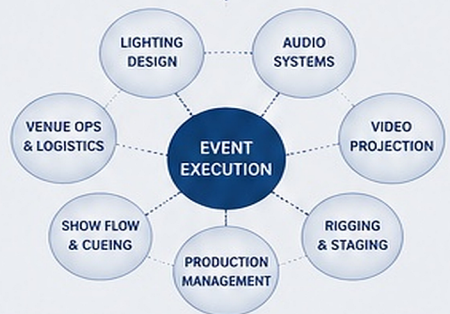 LIGHTING
DESIGN
AUDIO
SYSTEMS
VENUE OPS
& LOGISTICS
EVENT
EXECUTION
VIDEO
PROJECTION
SHOW FLOW
& CUEING
PRODUCTION
MANAGEMENT
RIGGING
& STAGING